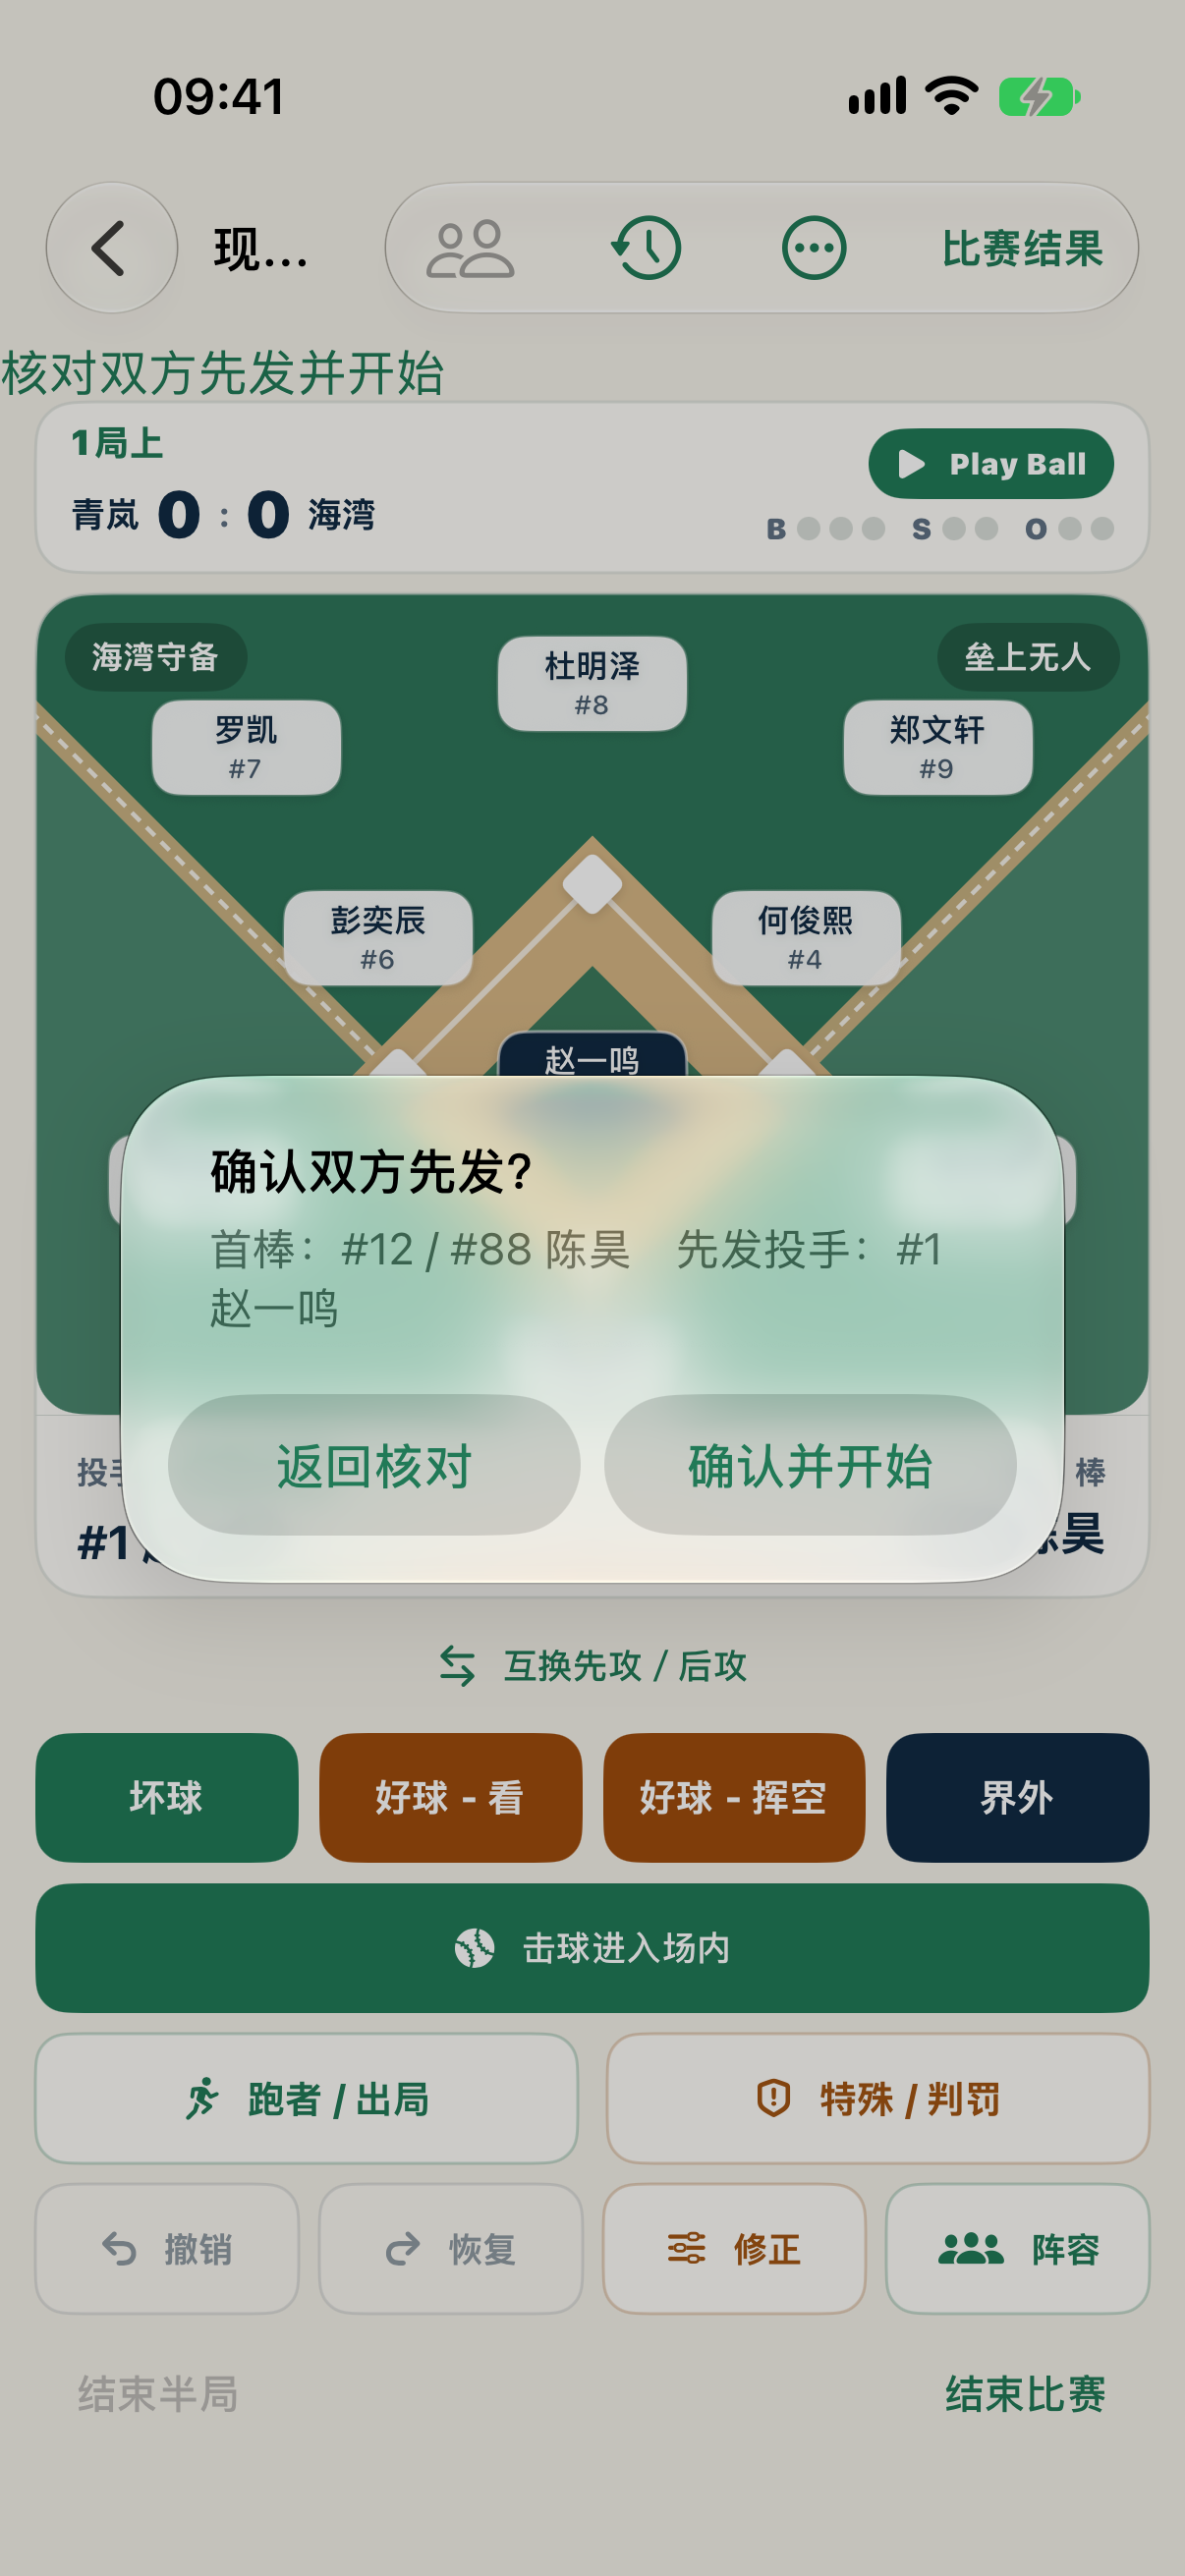 09:41
现... 比赛结果
核对双方先发并开始
1局上
Play Ball
青岚 0 : 0 海湾
B S O
海湾守备
杜明泽
#8
垒上无人
罗凯
#7
郑文轩
#9
彭奕辰
#6
何俊熙
#4
赵一鸣
确认双方先发?
首棒：#12 / #88 陈昊 先发投手：#1
赵一鸣
返回核对 确认并开始
棒
#1
昊
互换先攻 / 后攻
坏球 好球 - 看 好球 - 挥空 界外
击球进入场内
跑者 / 出局 特殊 / 判罚
撤销 恢复 修正 阵容
结束半局 结束比赛